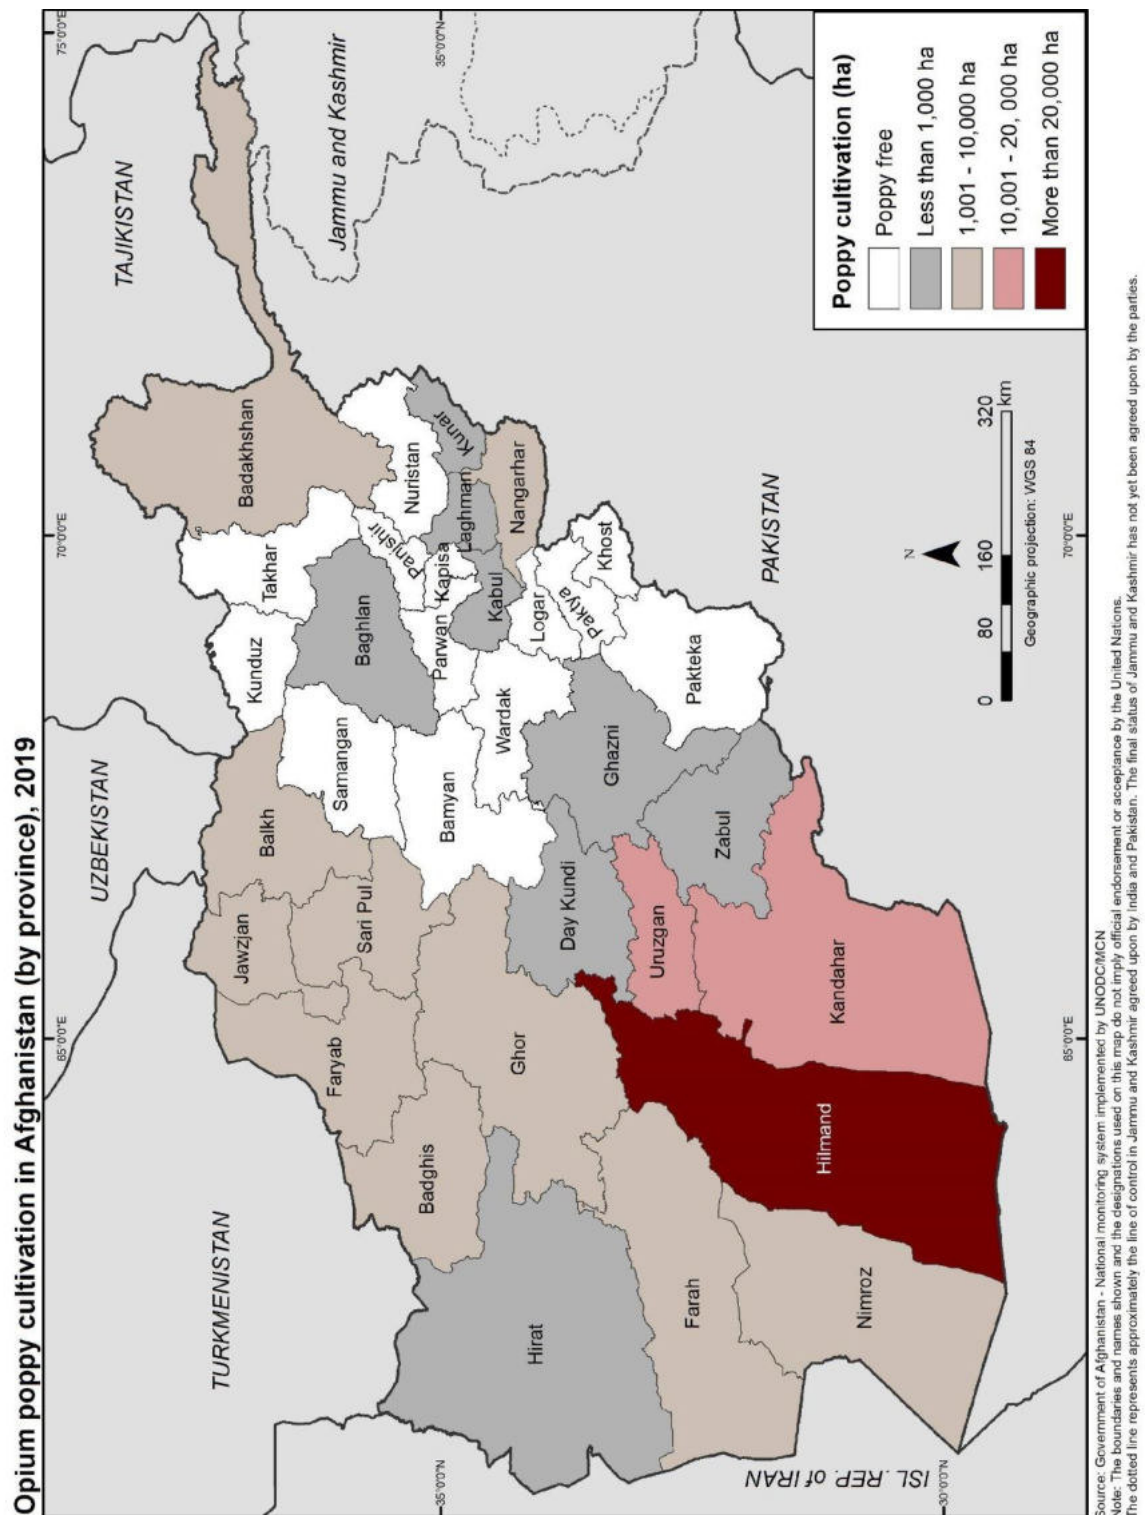 Opium poppy cultivation in Afghanistan (by province), 2019
65°0'0"E
70°0'0"E
75°0'0"E
UZBEKISTAN
TAJIKISTAN
TURKMENISTAN
Jammu and Kashmir
35°0'0"N
35°0'0"N
Jawzjan
Balkh
Kunduz
Takhar
Badakhshan
Faryab
Sari Pul
Samangan
Baghlan
Badghis
Bamyan
Parwan
Panjshir
Kapisa
Nuristan
Kunar
Laghman
Hirat
Ghor
Day Kundi
Wardak
Kabul
Logar
Nangarhar
Paktya
Khost
Ghazni
Uruzgan
Farah
Zabul
Pakteka
Nimroz
Hilmand
Kandahar
ISL. REP. of IRAN
PAKISTAN
30°0'0"N
N
0 80 160 320
km
Geographic projection: WGS 84
Poppy cultivation (ha)
Poppy free
Less than 1,000 ha
1,001 - 10,000 ha
10,001 - 20, 000 ha
More than 20,000 ha
65°0'0"E
70°0'0"E
Source: Government of Afghanistan - National monitoring system implemented by UNODC/MCN
Note: The boundaries and names shown and the designations used on this map do not imply official endorsement or acceptance by the United Nations.
The dotted line represents approximately the line of control in Jammu and Kashmir agreed upon by India and Pakistan. The final status of Jammu and Kashmir has not yet been agreed upon by the parties.